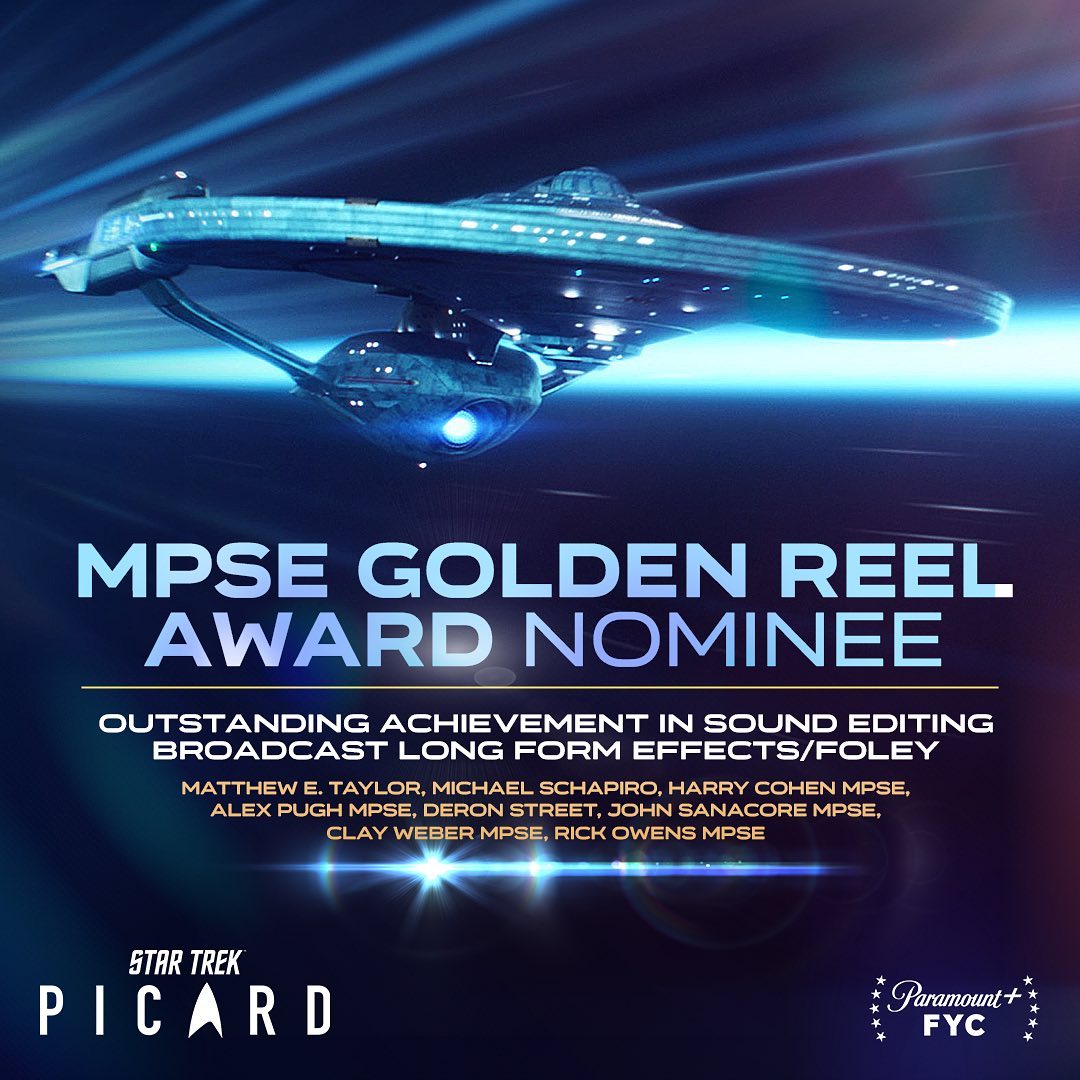 MPSE GOLDEN REEL
AWARD NOMINEE
OUTSTANDING ACHIEVEMENT IN SOUND EDITING
BROADCAST LONG FORM EFFECTS/FOLEY
MATTHEW E. TAYLOR, MICHAEL SCHAPIRO, HARRY COHEN MPSE,
ALEX PUGH MPSE, DERON STREET, JOHN SANACORE MPSE,
CLAY WEBER MPSE, RICK OWENS MPSE
STAR TREK
PICARD
Paramount+
FYC